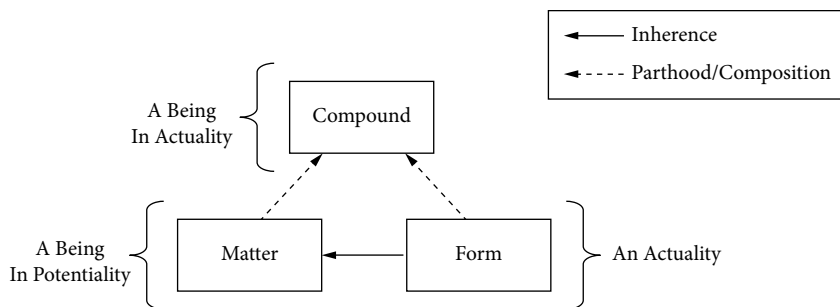 Inherence
Parthood/Composition
A Being
In Actuality
Compound
A Being
In Potentiality
Matter
Form
An Actuality